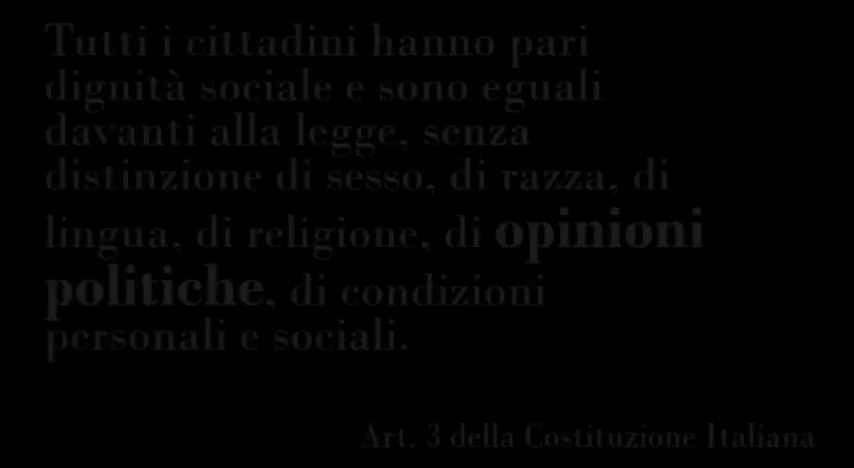 Tutti i cittadini hanno pari
dignità sociale e sono eguali
davanti alla legge, senza
distinzione di sesso, di razza, di
lingua, di religione, di opinioni
politiche, di condizioni
personali e sociali.
Art. 3 della Costituzione Italiana